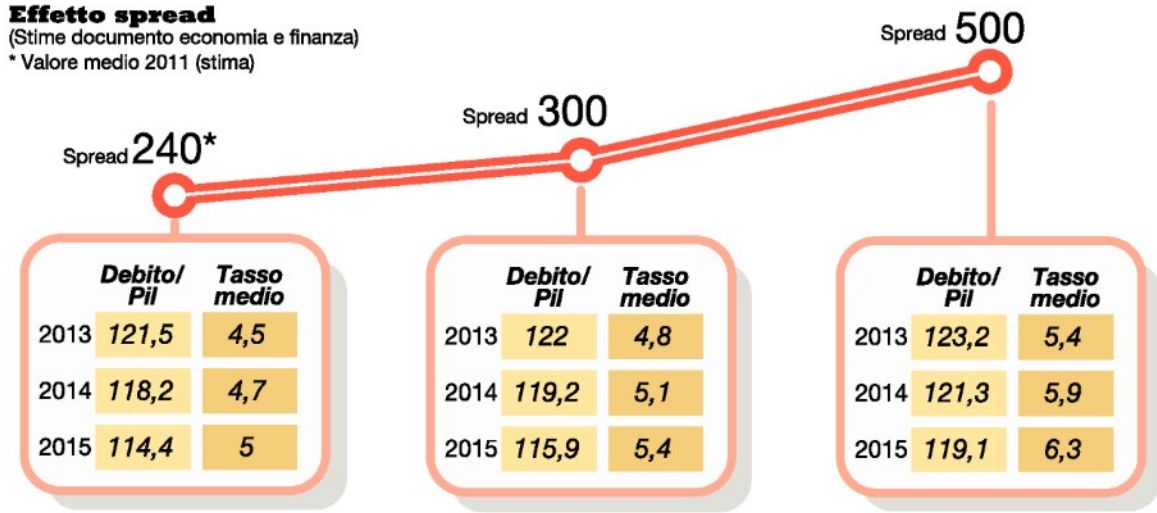 Effetto spread
(Stime documento economia e finanza)
* Valore medio 2011 (stima)
Spread 240*
Spread 300
Spread 500
Debito/ Tasso
Pil medio
2013 121,5 4,5
2014 118,2 4,7
2015 114,4 5
Debito/ Tasso
Pil medio
2013 122 4,8
2014 119,2 5,1
2015 115,9 5,4
Debito/ Tasso
Pil medio
2013 123,2 5,4
2014 121,3 5,9
2015 119,1 6,3